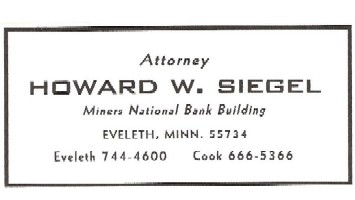 Attorney
HOWARD W. SIEGEL
Miners National Bank Building
EVELETH, MINN. 55734
Eveleth 744-4600 Cook 666-5366